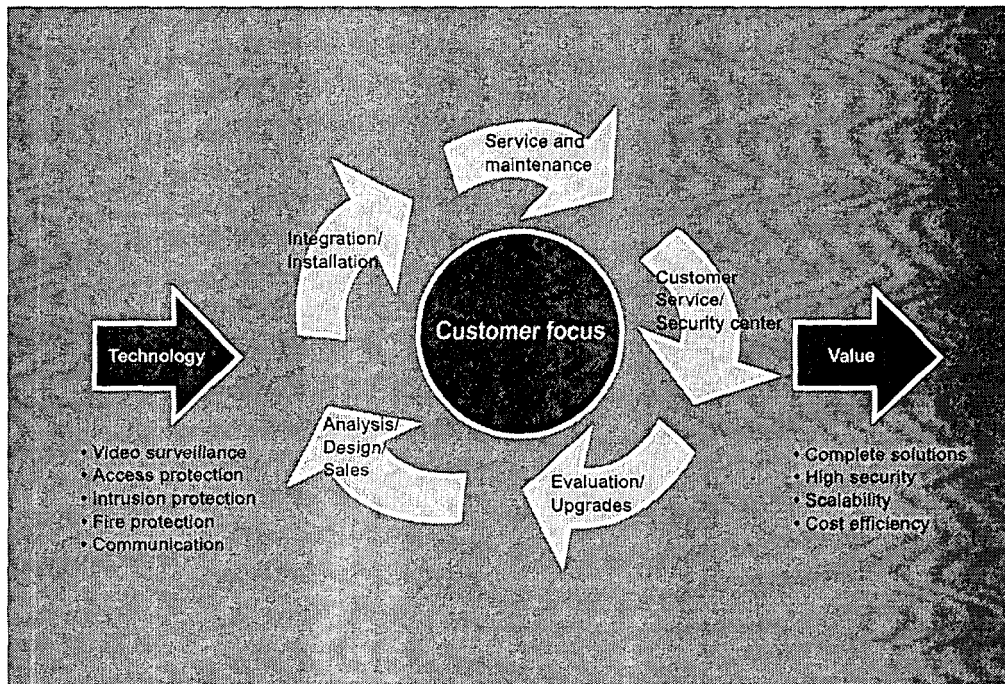 Service and
maintenance
Integration/
Installation
Customer
Service/
Security center
Customer focus
Technology
Value
Analysis/
Design/
Sales
Evaluation/
Upgrades
• Video surveillance
• Access protection
• Intrusion protection
• Fire protection
• Communication
• Complete solutions
• High security
• Scalability
• Cost efficiency